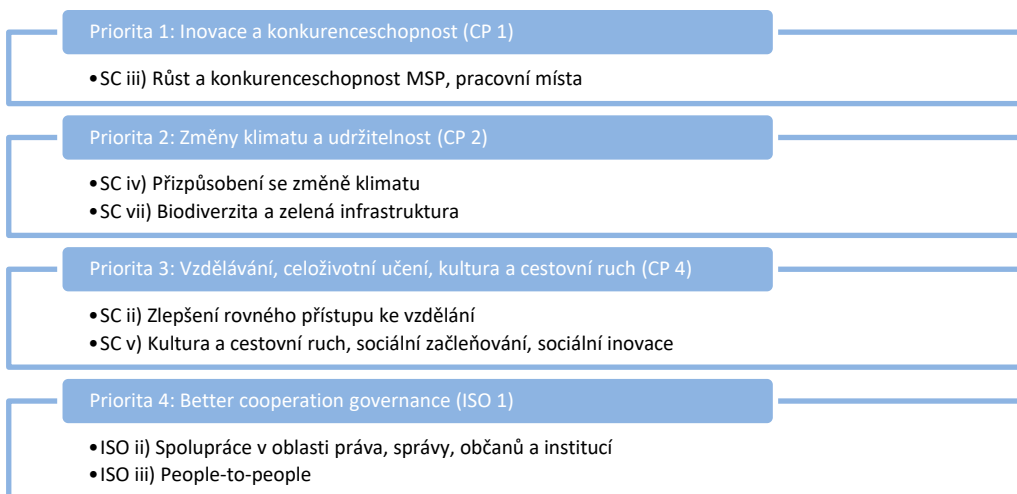 Priorita 1: Inovace a konkurenceschopnost (CP 1)
•SC iii) Růst a konkurenceschopnost MSP, pracovní místa
Priorita 2: Změny klimatu a udržitelnost (CP 2)
•SC iv) Přizpůsobení se změně klimatu
•SC vii) Biodiverzita a zelená infrastruktura
Priorita 3: Vzdělávání, celoživotní učení, kultura a cestovní ruch (CP 4)
•SC ii) Zlepšení rovného přístupu ke vzdělání
•SC v) Kultura a cestovní ruch, sociální začleňování, sociální inovace
Priorita 4: Better cooperation governance (ISO 1)
•ISO ii) Spolupráce v oblasti práva, správy, občanů a institucí
•ISO iii) People-to-people